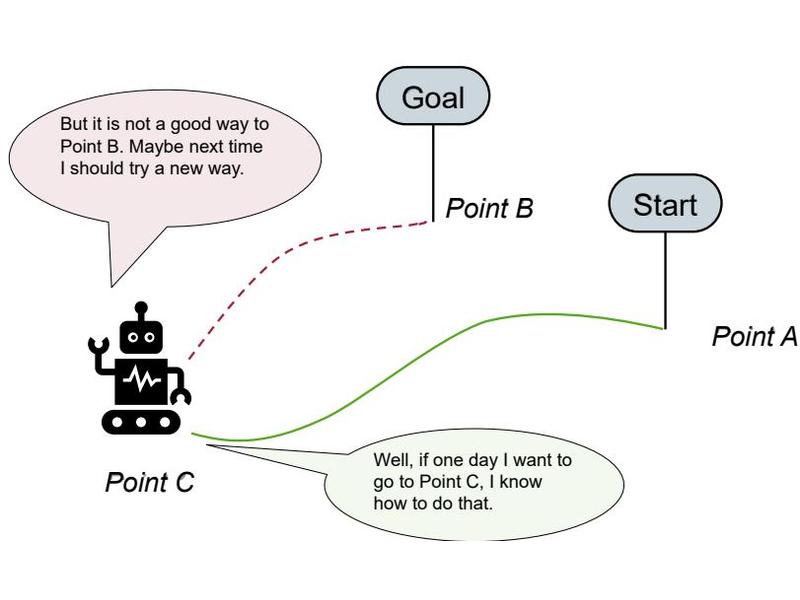 Goal
But it is not a good way to
Point B. Maybe next time
I should try a new way.
Start
Point B
Point A
Well, if one day I want to
go to Point C, I know
how to do that.
Point C